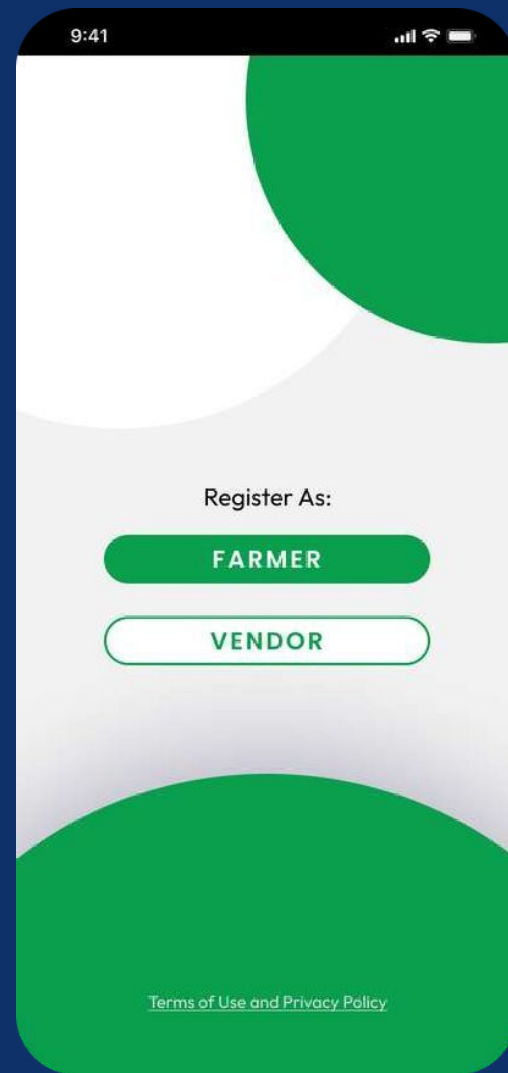 9:41
Register As:
FARMER
VENDOR
Terms of Use and Privacy Policy